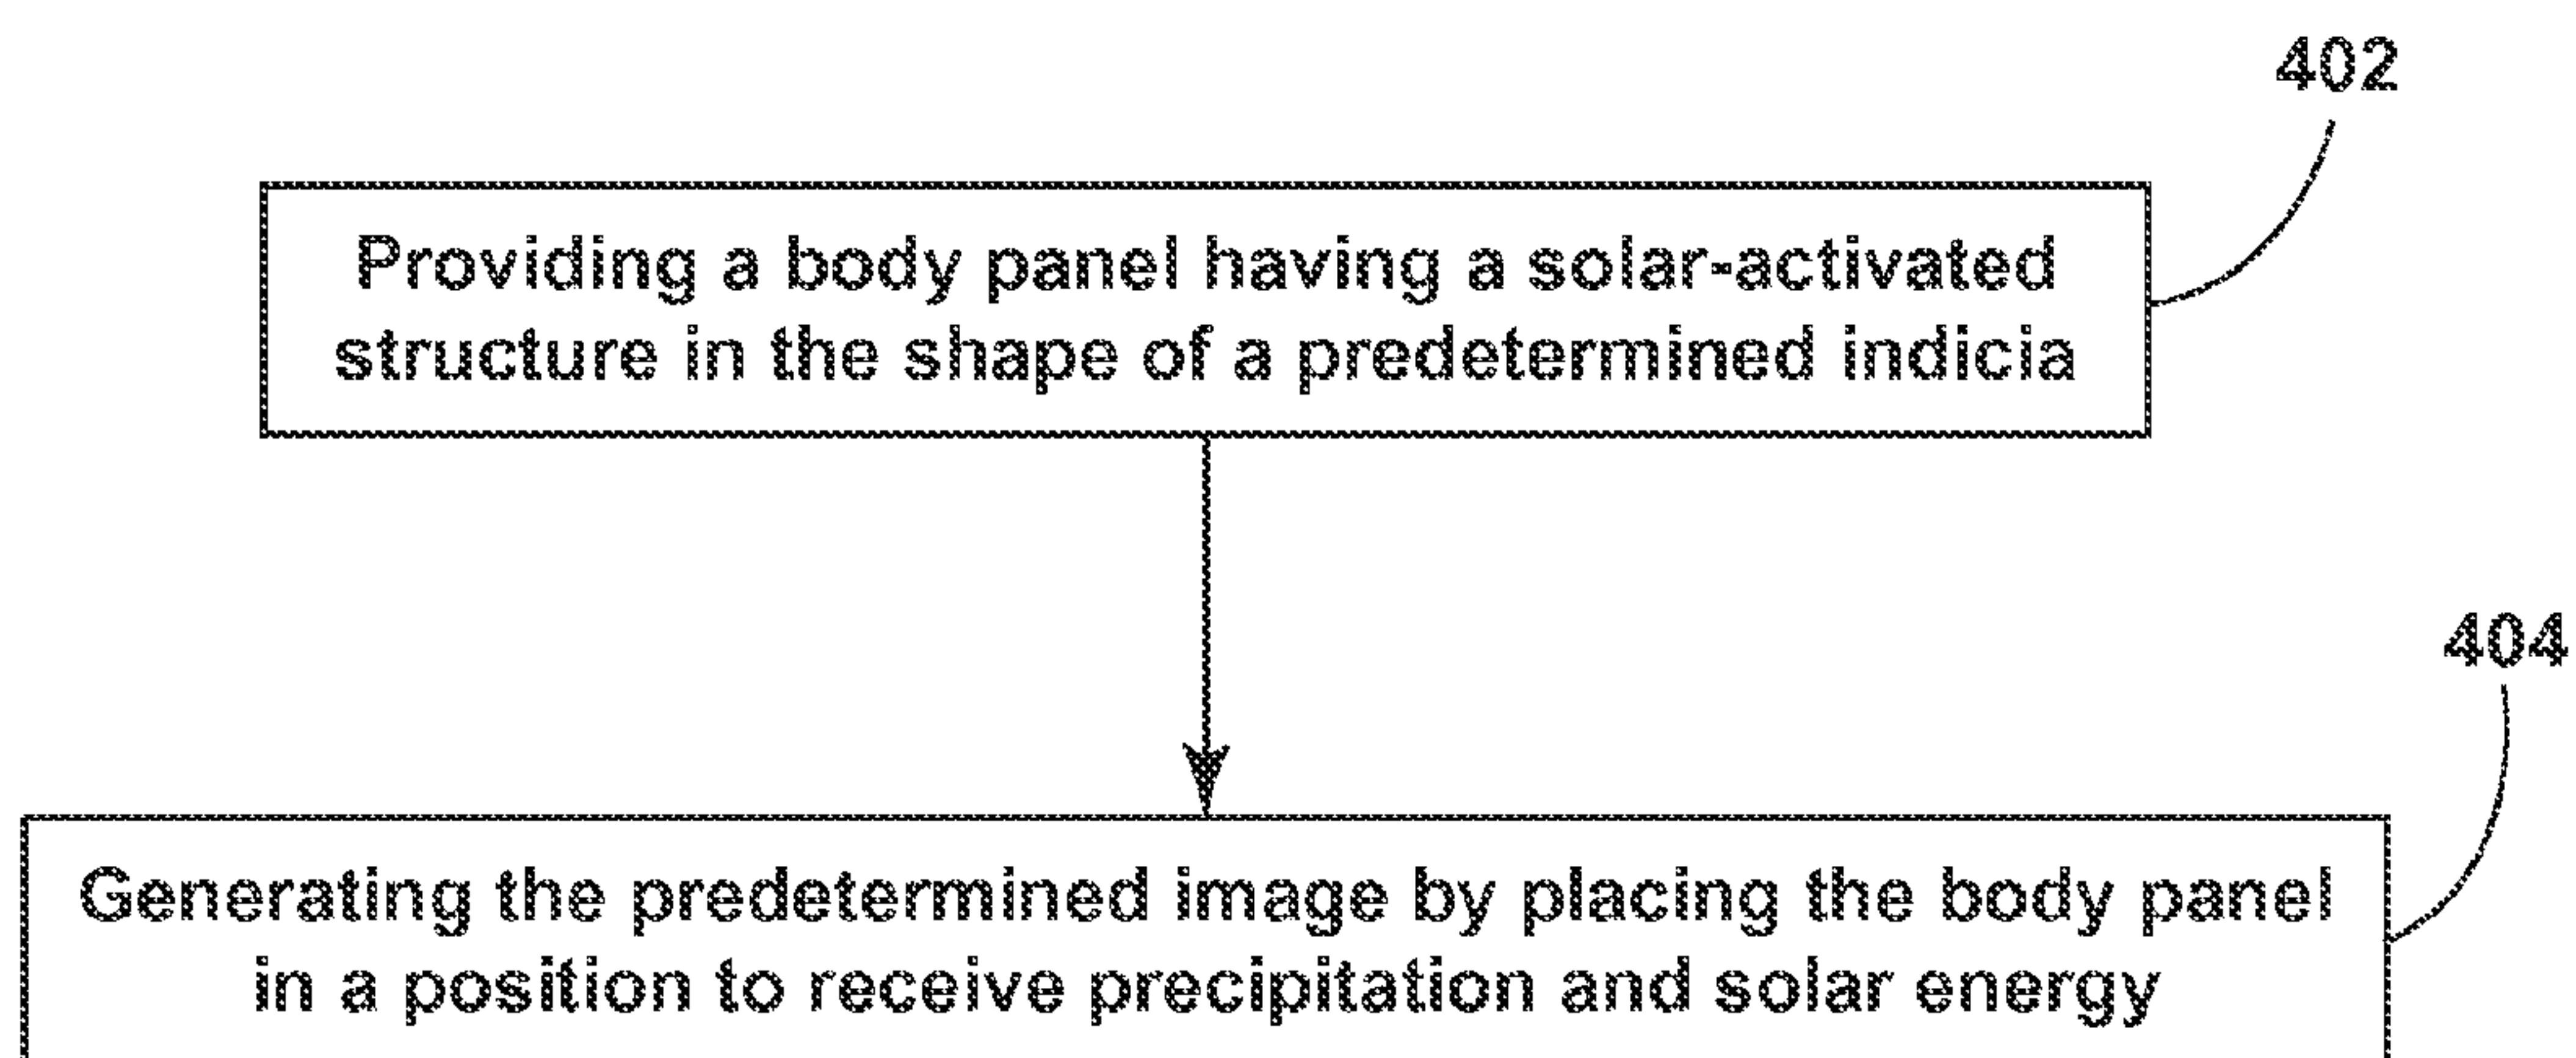 402
Providing a body panel having a solar-activated
structure in the shape of a predetermined indicia
404
Generating the predetermined image by placing the body panel
in a position to receive precipitation and solar energy